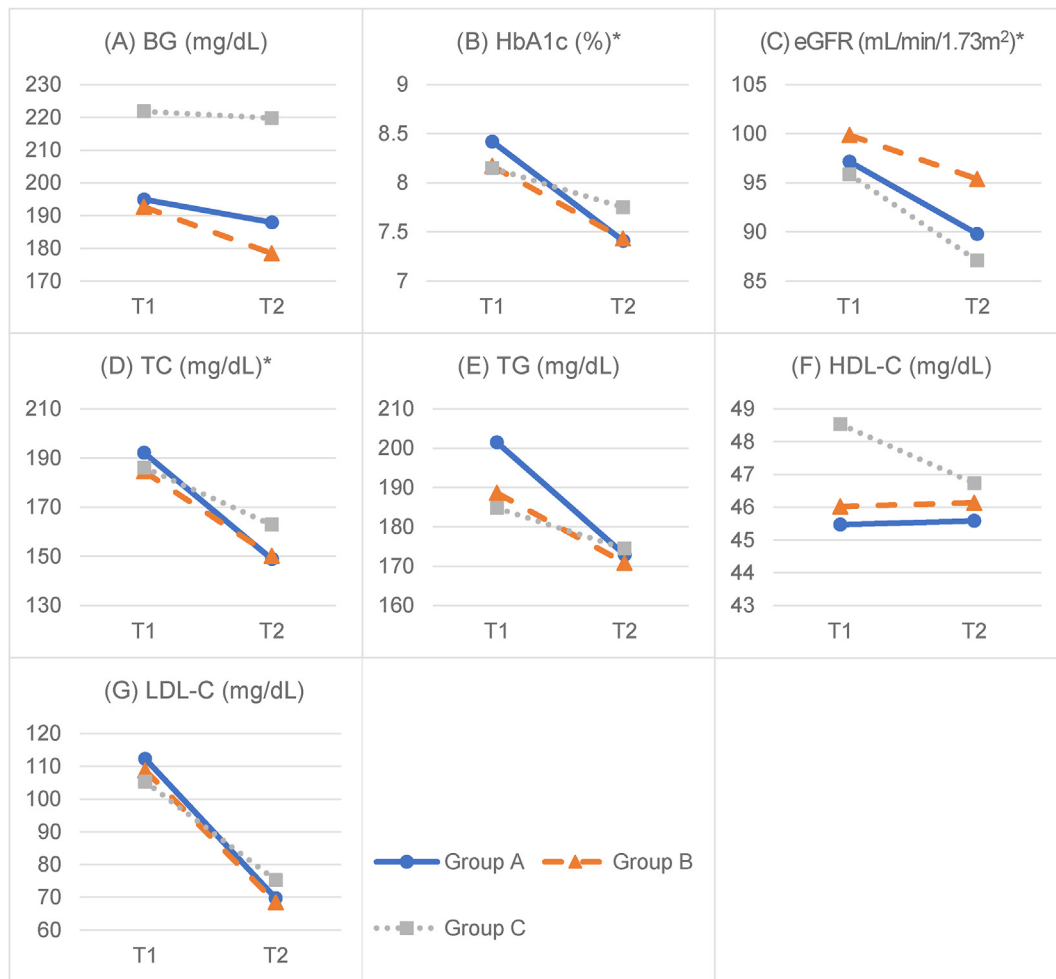 (A) BG (mg/dL)
230
220
210
200
190
180
170
T1 T2
(B) HbA1c (%)*
9
8.5
8
7.5
7
T1 T2
(C) eGFR (mL/min/1.73m²)*
105
100
95
90
85
T1 T2
(D) TC (mg/dL)*
210
190
170
150
130
T1 T2
(E) TG (mg/dL)
210
200
190
180
170
160
T1 T2
(F) HDL-C (mg/dL)
49
48
47
46
45
44
43
T1 T2
(G) LDL-C (mg/dL)
120
110
100
90
80
70
60
T1 T2
Group A Group B
Group C